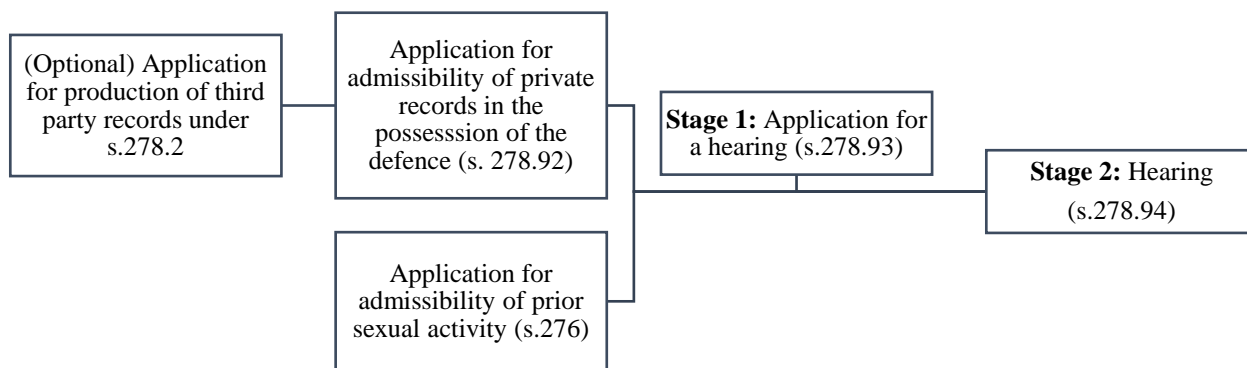 (Optional) Application
for production of third
party records under
s.278.2
Application for
admissibility of private
records in the
possesssion of the
defence (s. 278.92)
Application for
admissibility of prior
sexual activity (s.276)
Stage 1: Application for
a hearing (s.278.93)
Stage 2: Hearing
(s.278.94)